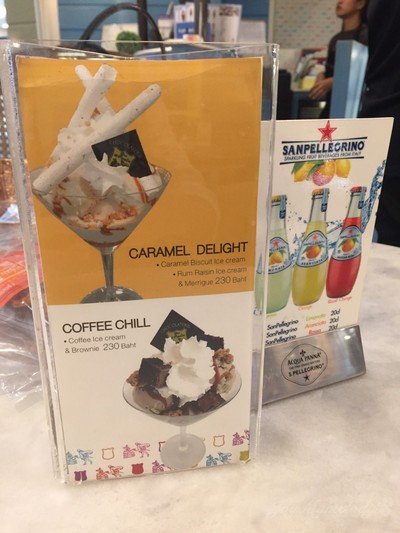 CARAMEL DELIGHT
• Caramel Biscuit Ice cream
• Rum Raisin Ice cream
& Merrigue 230 Baht
COFFEE CHILL
• Coffee Ice cream
& Brownie 230 Baht
SANPELLEGRINO
SPARKLING FRUIT BEVERAGES FROM ITALY
SanPellegrino
SanPellegrino
SanPellegrino
ACQUA PANNA
S.PELLEGRINO